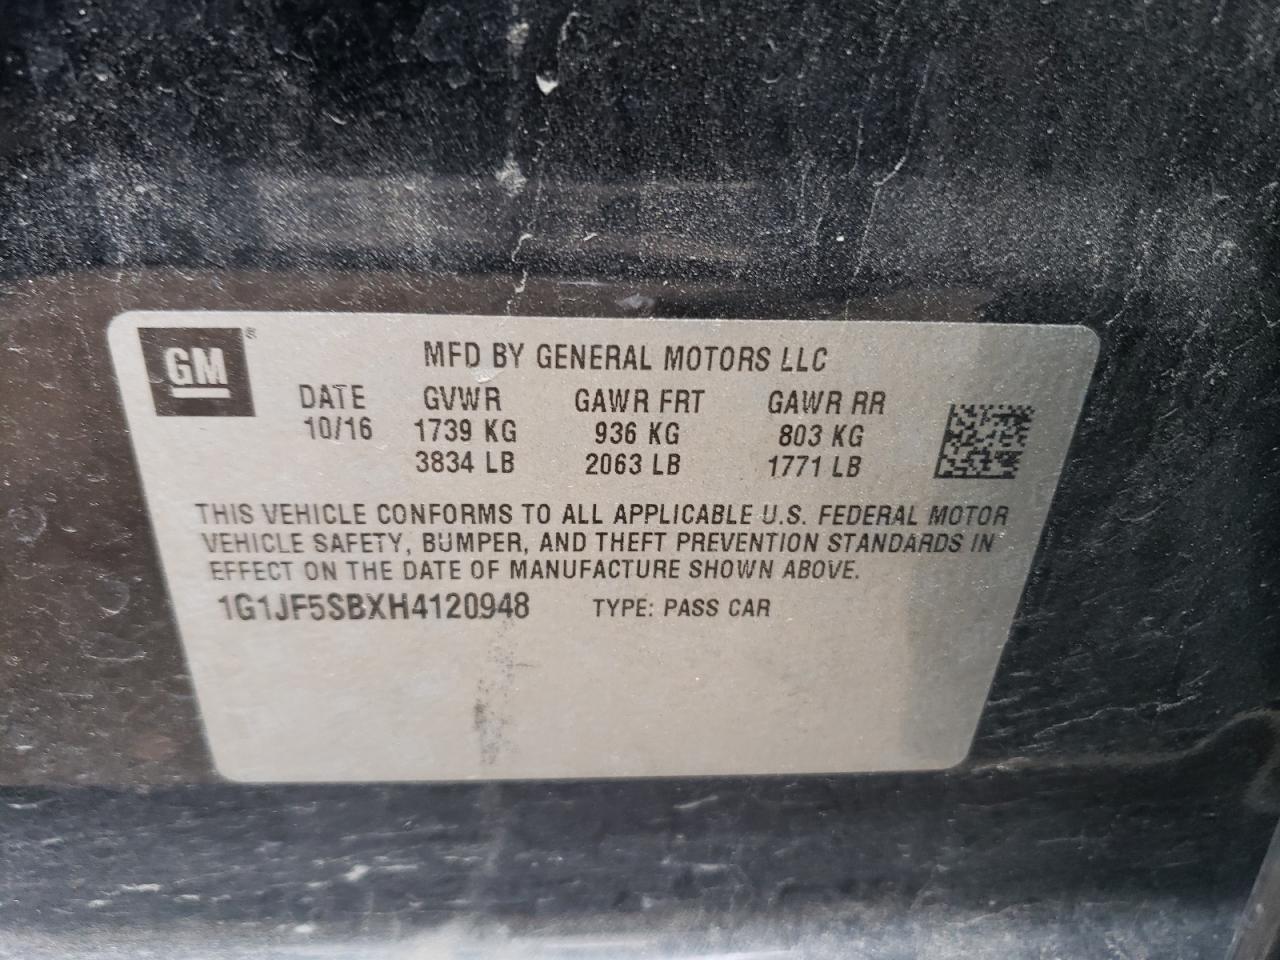 GM®
MFD BY GENERAL MOTORS LLC
DATE GVWR GAWR FRT GAWR RR
10/16 1739 KG 936 KG 803 KG
3834 LB 2063 LB 1771 LB
THIS VEHICLE CONFORMS TO ALL APPLICABLE U.S. FEDERAL MOTOR
VEHICLE SAFETY, BUMPER, AND THEFT PREVENTION STANDARDS IN
EFFECT ON THE DATE OF MANUFACTURE SHOWN ABOVE.
1G1JF5SBXH4120948 TYPE: PASS CAR